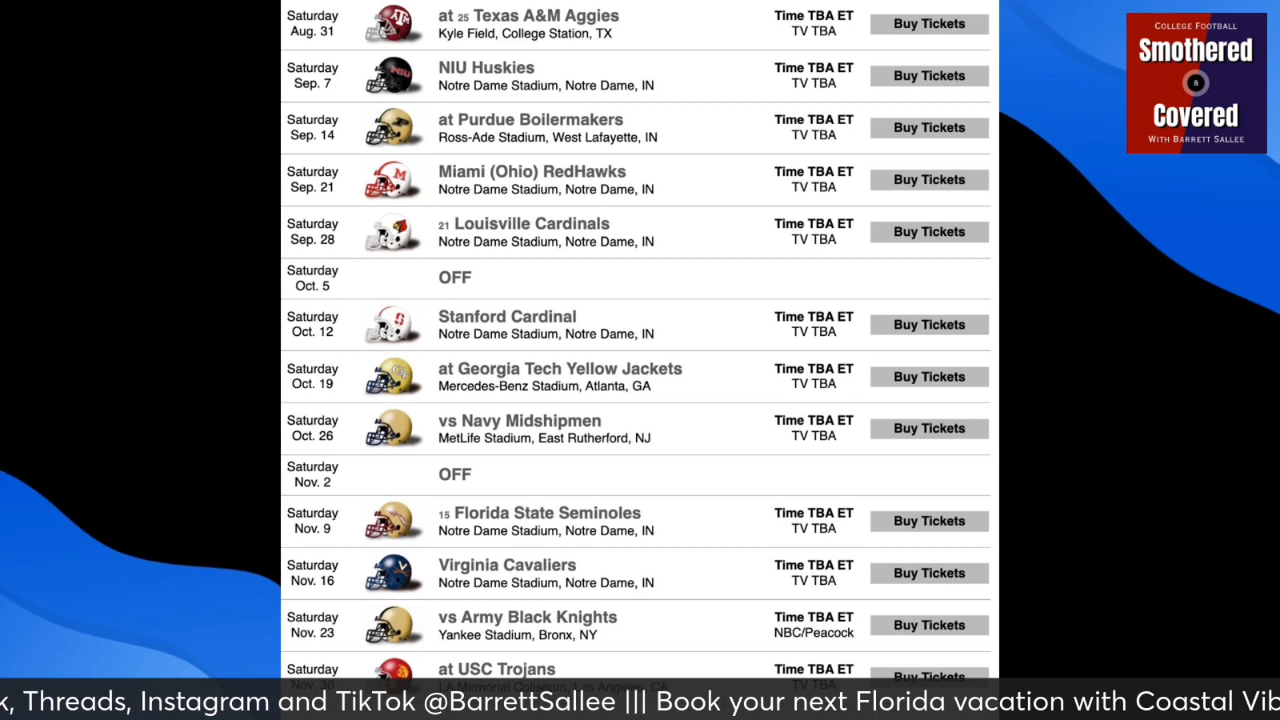 Saturday
Aug. 31
at 25 Texas A&M Aggies
Kyle Field, College Station, TX
Time TBA ET
TV TBA
Buy Tickets
Saturday
Sep. 7
NIU Huskies
Notre Dame Stadium, Notre Dame, IN
Time TBA ET
TV TBA
Buy Tickets
Saturday
Sep. 14
at Purdue Boilermakers
Ross-Ade Stadium, West Lafayette, IN
Time TBA ET
TV TBA
Buy Tickets
Saturday
Sep. 21
Miami (Ohio) RedHawks
Notre Dame Stadium, Notre Dame, IN
Time TBA ET
TV TBA
Buy Tickets
Saturday
Sep. 28
21 Louisville Cardinals
Notre Dame Stadium, Notre Dame, IN
Time TBA ET
TV TBA
Buy Tickets
Saturday
Oct. 5
OFF
Saturday
Oct. 12
Stanford Cardinal
Notre Dame Stadium, Notre Dame, IN
Time TBA ET
TV TBA
Buy Tickets
Saturday
Oct. 19
at Georgia Tech Yellow Jackets
Mercedes-Benz Stadium, Atlanta, GA
Time TBA ET
TV TBA
Buy Tickets
Saturday
Oct. 26
vs Navy Midshipmen
MetLife Stadium, East Rutherford, NJ
Time TBA ET
TV TBA
Buy Tickets
Saturday
Nov. 2
OFF
Saturday
Nov. 9
15 Florida State Seminoles
Notre Dame Stadium, Notre Dame, IN
Time TBA ET
TV TBA
Buy Tickets
Saturday
Nov. 16
Virginia Cavaliers
Notre Dame Stadium, Notre Dame, IN
Time TBA ET
TV TBA
Buy Tickets
Saturday
Nov. 23
vs Army Black Knights
Yankee Stadium, Bronx, NY
Time TBA ET
NBC/Peacock
Buy Tickets
Saturday
Nov. 30
at USC Trojans
LA Memorial Coliseum, Los Angeles, CA
Time TBA ET
TV TBA
Buy Tickets
College Football
Smothered
&
Covered
With Barrett Sallee
k, Threads, Instagram and TikTok @BarrettSallee ||| Book your next Florida vacation with Coastal Vib